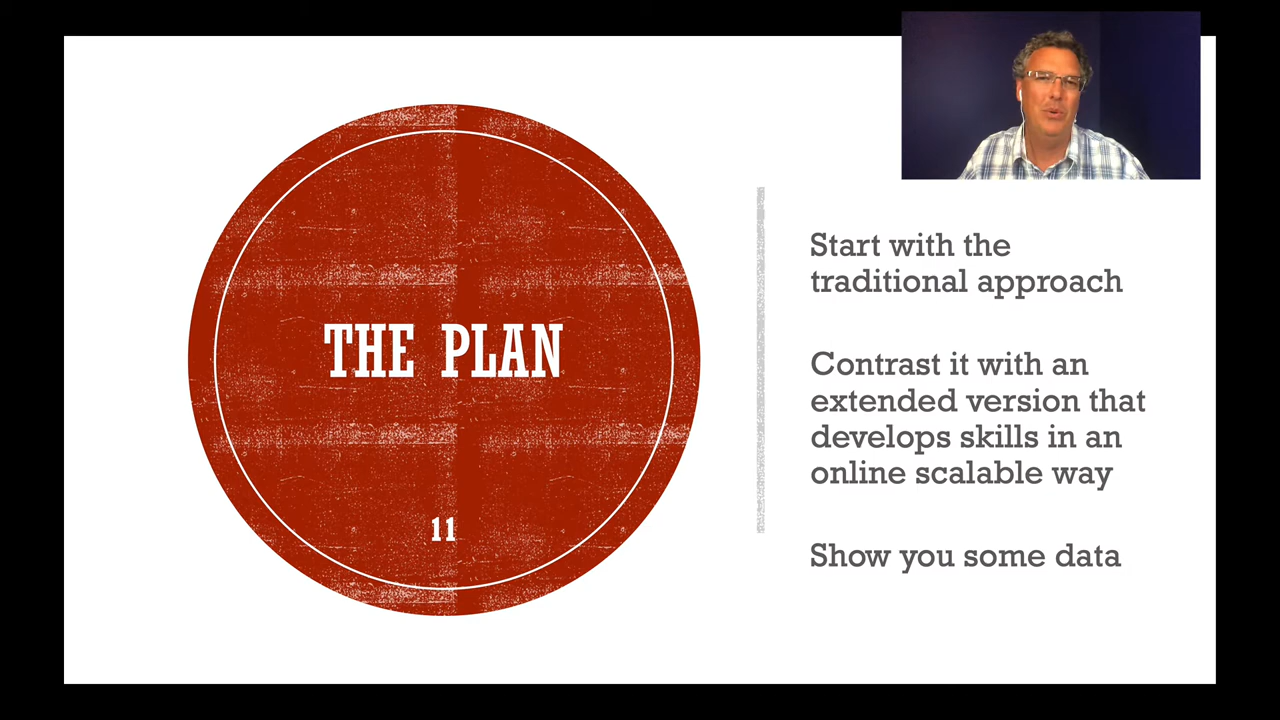 THE PLAN
11
Start with the
traditional approach
Contrast it with an
extended version that
develops skills in an
online scalable way
Show you some data